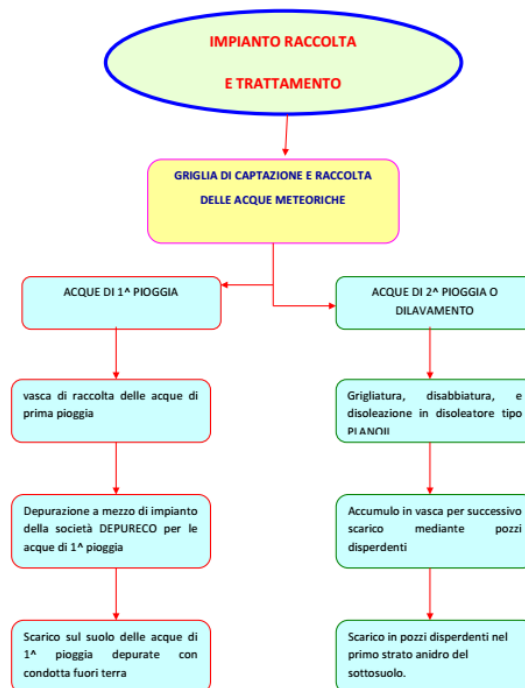 IMPIANTO RACCOLTA
E TRATTAMENTO
GRIGLIA DI CAPTAZIONE E RACCOLTA
DELLE ACQUE METEORICHE
ACQUE DI 1^ PIOGGIA
ACQUE DI 2^ PIOGGIA O
DILAVAMENTO
vasca di raccolta delle acque di
prima pioggia
Grigliatura, disabbiatura, e
disoleazione in disoleatore tipo
PLANOIL
Depurazione a mezzo di impianto
della società DEPURECO per le
acque di 1^ pioggia
Accumulo in vasca per successivo
scarico mediante pozzi
disperdenti
Scarico sul suolo delle acque di
1^ pioggia depurate con
condotta fuori terra
Scarico in pozzi disperdenti nel
primo strato anidro del
sottosuolo.